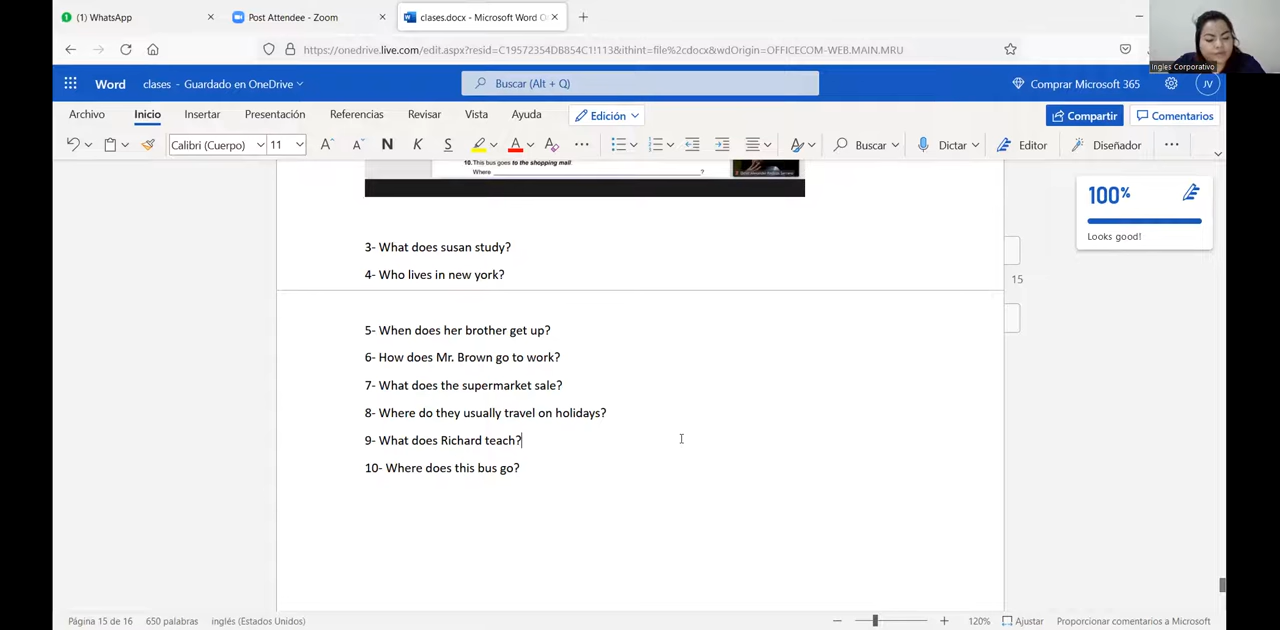 (1) WhatsApp
Post Attendee - Zoom
clases.docx - Microsoft Word O
https://onedrive.live.com/edit.aspx?resid=C19572354DB854C1!113&ithint=file%2cdocx&wdOrigin=OFFICECOM-WEB.MAIN.MRU
Ingles Corporativo
Word
clases - Guardado en OneDrive
Buscar (Alt + Q)
Comprar Microsoft 365
JV
Archivo Inicio Insertar Presentación Referencias Revisar Vista Ayuda Edición Compartir Comentarios
Calibri (Cuerpo) 11 N K S Buscar Dictar Editor Diseñador
10. This bus goes to the shopping mall
Where ?
100%
Looks good!
3- What does susan study?
4- Who lives in new york?
15
5- When does her brother get up?
6- How does Mr. Brown go to work?
7- What does the supermarket sale?
8- Where do they usually travel on holidays?
9- What does Richard teach?
10- Where does this bus go?
Página 15 de 16 650 palabras inglés (Estados Unidos) 120% Ajustar Proporcionar comentarios a Microsoft